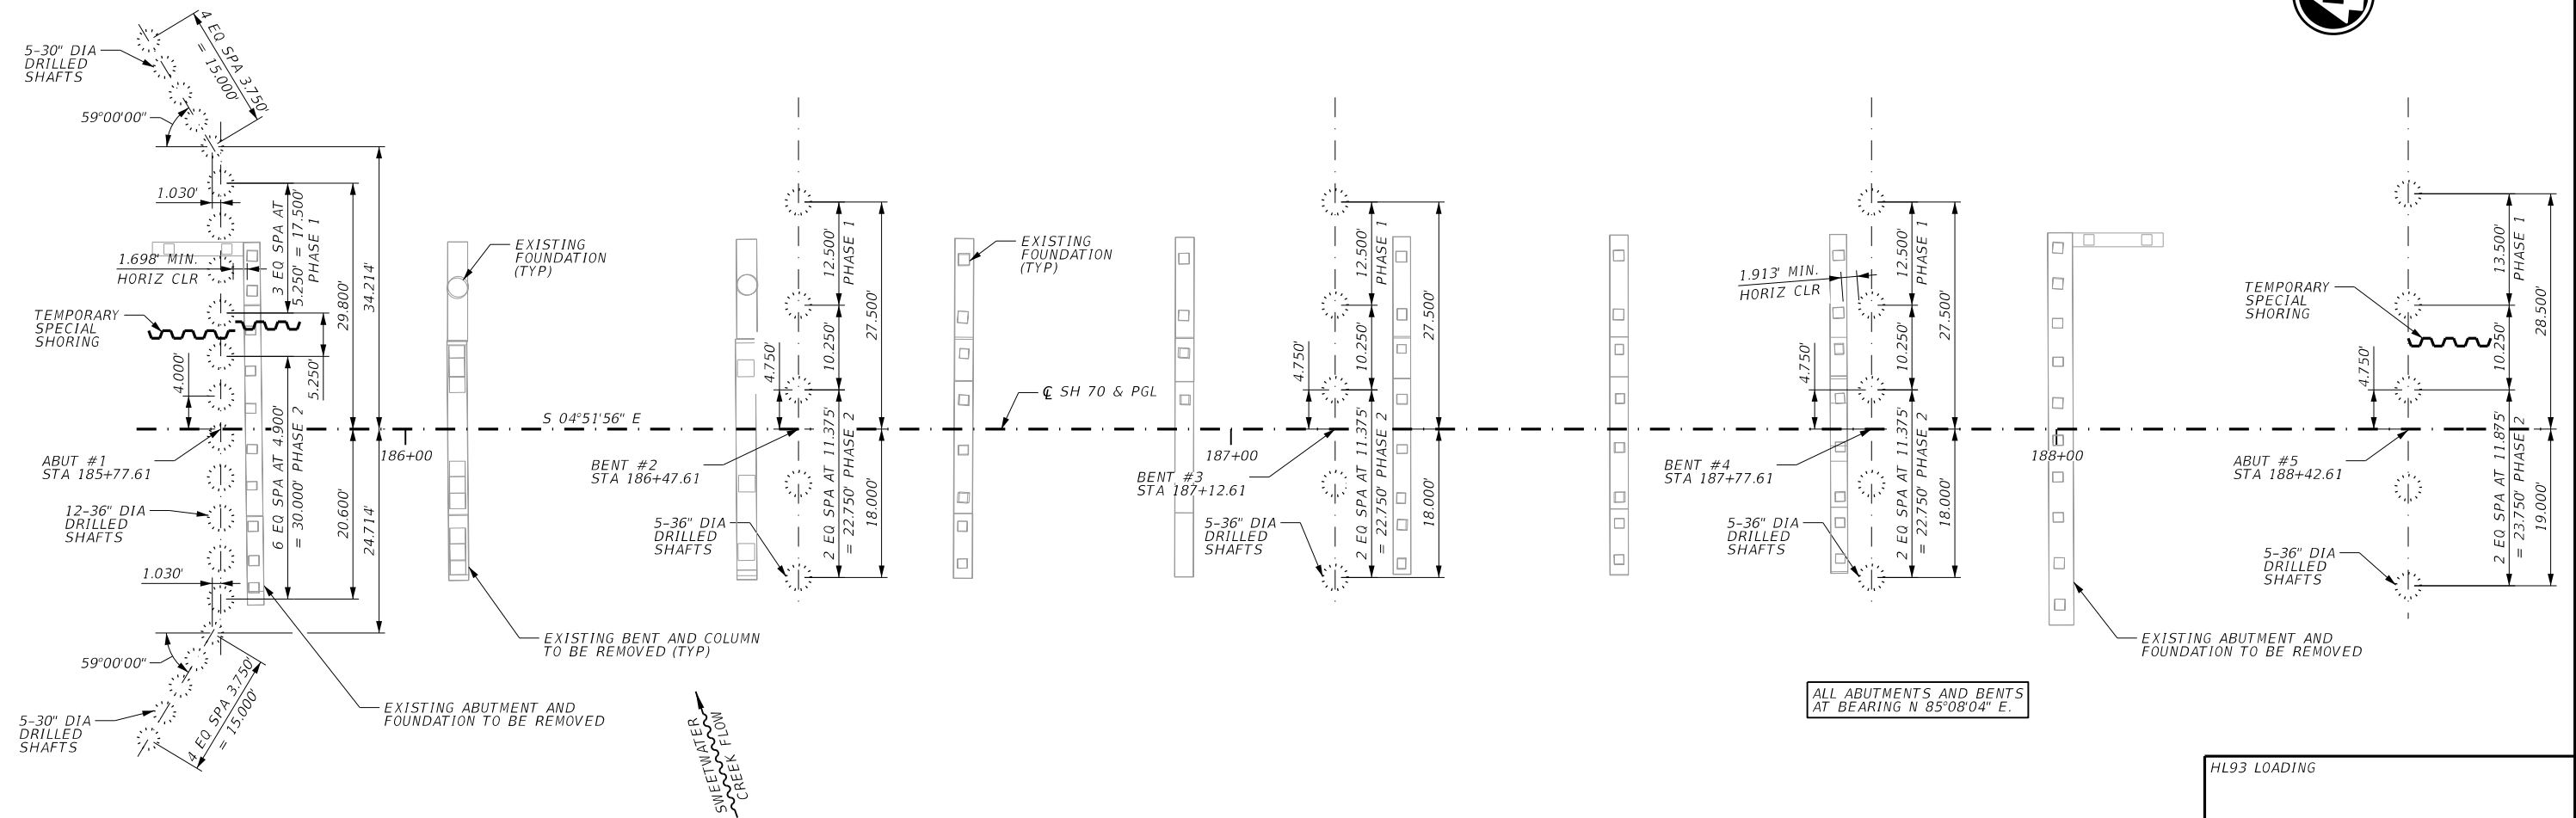 4 EQ SPA 3.750'
= 15.000'
5-30" DIA
DRILLED
SHAFTS
59°00'00"
1.030'
3 EQ SPA AT
5.250' = 17.500'
PHASE 1
29.800'
34.214'
1.698' MIN.
HORIZ CLR
TEMPORARY
SPECIAL
SHORING
4.000'
5.250'
ABUT #1
STA 185+77.61
12-36" DIA
DRILLED
SHAFTS
6 EQ SPA AT 4.900'
= 30.000' PHASE 2
20.600'
24.714'
1.030'
59°00'00"
5-30" DIA
DRILLED
SHAFTS
4 EQ SPA 3.750'
= 15.000'
EXISTING ABUTMENT AND
FOUNDATION TO BE REMOVED
186+00
EXISTING
FOUNDATION
(TYP)
S 04°51'56" E
BENT #2
STA 186+47.61
5-36" DIA
DRILLED
SHAFTS
EXISTING BENT AND COLUMN
TO BE REMOVED (TYP)
SWEETWATER
CREEK FLOW
4.750'
12.500'
PHASE 1
10.250'
27.500'
2 EQ SPA AT 11.375'
= 22.750' PHASE 2
18.000'
EXISTING
FOUNDATION
(TYP)
℄ SH 70 & PGL
187+00
BENT #3
STA 187+12.61
5-36" DIA
DRILLED
SHAFTS
4.750'
12.500'
PHASE 1
10.250'
27.500'
2 EQ SPA AT 11.375'
= 22.750' PHASE 2
18.000'
1.913' MIN.
HORIZ CLR
BENT #4
STA 187+77.61
5-36" DIA
DRILLED
SHAFTS
4.750'
12.500'
PHASE 1
10.250'
27.500'
2 EQ SPA AT 11.375'
= 22.750' PHASE 2
18.000'
188+00
EXISTING ABUTMENT AND
FOUNDATION TO BE REMOVED
ALL ABUTMENTS AND BENTS
AT BEARING N 85°08'04" E.
TEMPORARY
SPECIAL
SHORING
ABUT #5
STA 188+42.61
5-36" DIA
DRILLED
SHAFTS
4.750'
13.500'
PHASE 1
10.250'
28.500'
2 EQ SPA AT 11.875'
= 23.750' PHASE 2
19.000'
HL93 LOADING